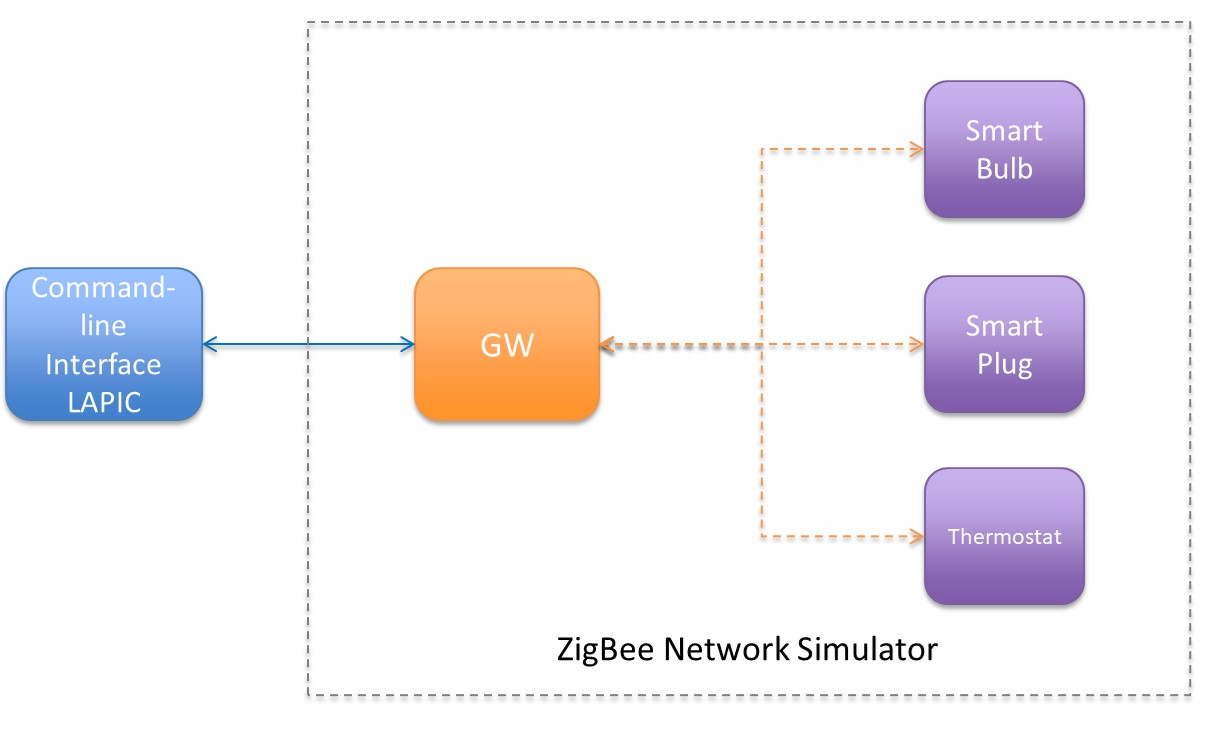 Smart
Bulb
Command-
line
Interface
LAPIC
GW
Smart
Plug
Thermostat
ZigBee Network Simulator